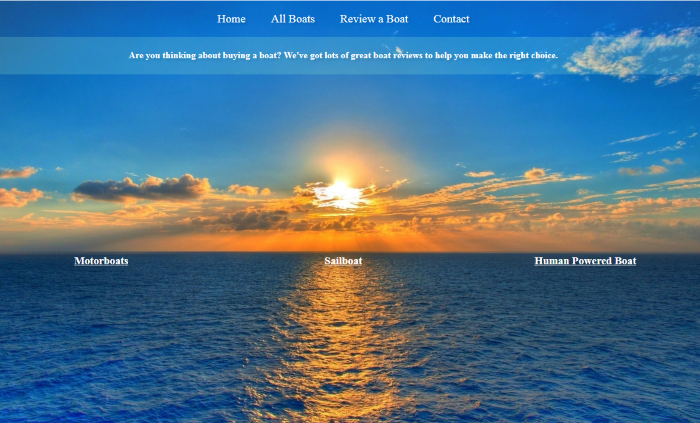 Home All Boats Review a Boat Contact
Are you thinking about buying a boat? We've got lots of great boat reviews to help you make the right choice.
Motorboats Sailboat Human Powered Boat